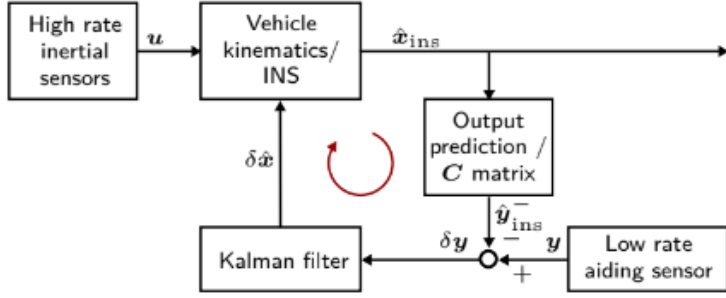 High rate
inertial
sensors
u
Vehicle
kinematics/
INS
x̂ins
Output
prediction /
C matrix
δx̂
ŷ−ins
Kalman filter
δy
−
+
y
Low rate
aiding sensor